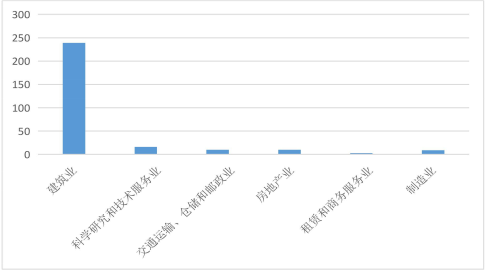 300
250
200
150
100
50
0
建筑业
科学研究和技术服务业
交通运输、仓储和邮政业
房地产业
租赁和商务服务业
制造业